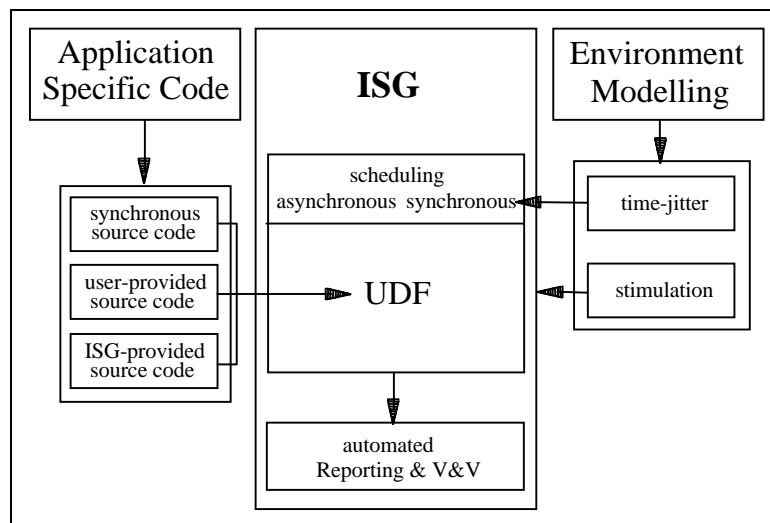 Application
Specific Code
synchronous
source code
user-provided
source code
ISG-provided
source code
ISG
scheduling
asynchronous synchronous
UDF
automated
Reporting & V&V
Environment
Modelling
time-jitter
stimulation